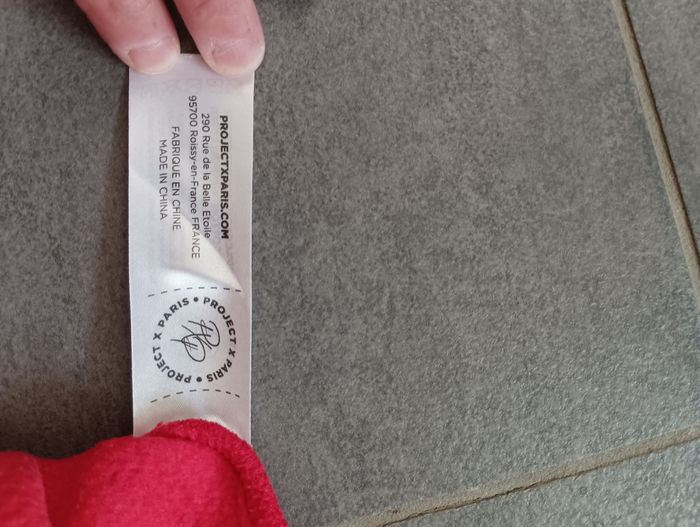 PROJECTXPARIS.COM
290 Rue de la Belle Etoile
95700 Roissy-en-France FRANCE
FABRIQUE EN CHINE
MADE IN CHINA
PROJECT X PARIS • PROJECT X PARIS •
PXP